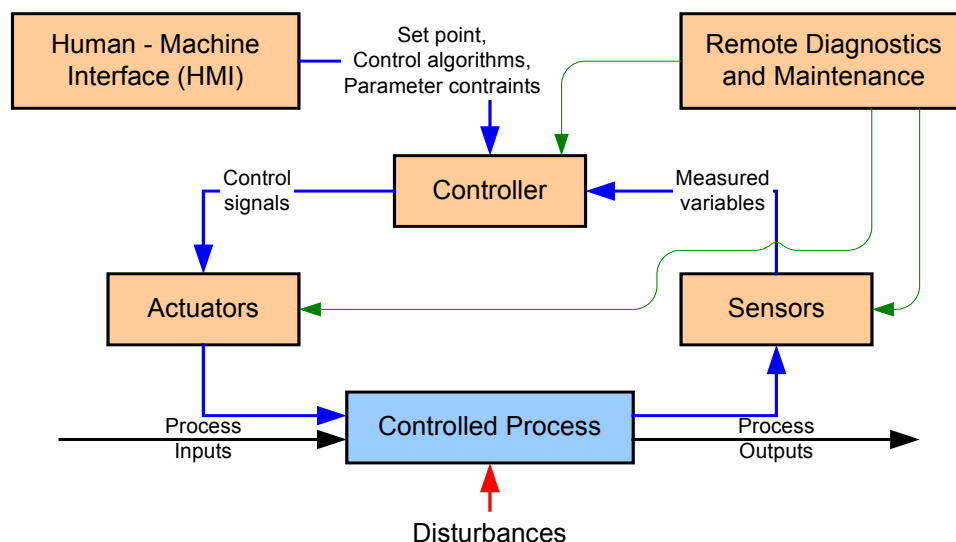 Human - Machine
Interface (HMI)
Set point,
Control algorithms,
Parameter contraints
Remote Diagnostics
and Maintenance
Control
signals
Controller
Measured
variables
Actuators
Sensors
Process
Inputs
Controlled Process
Process
Outputs
Disturbances